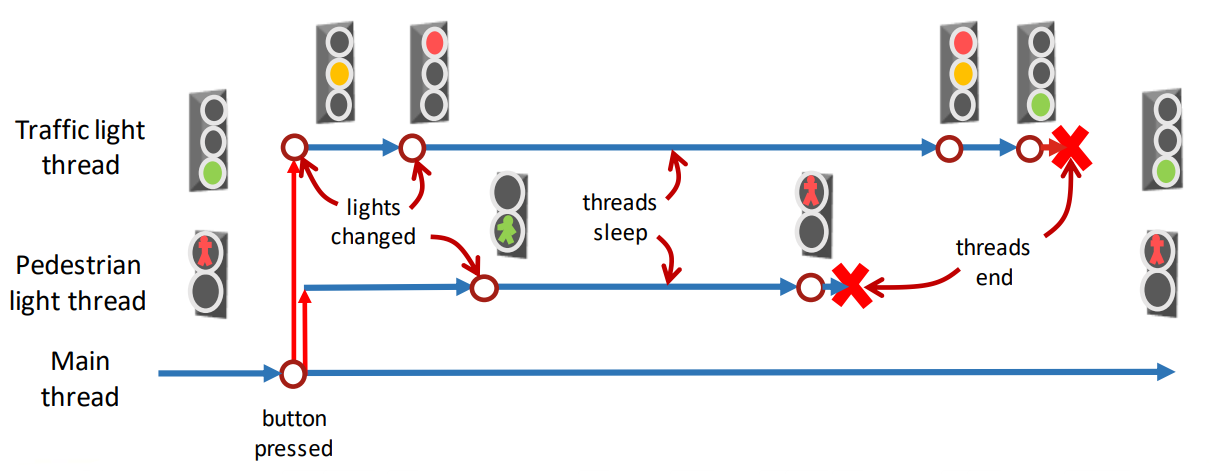 Traffic light
thread
lights
changed
threads
sleep
threads
end
Pedestrian
light thread
Main
thread
button
pressed